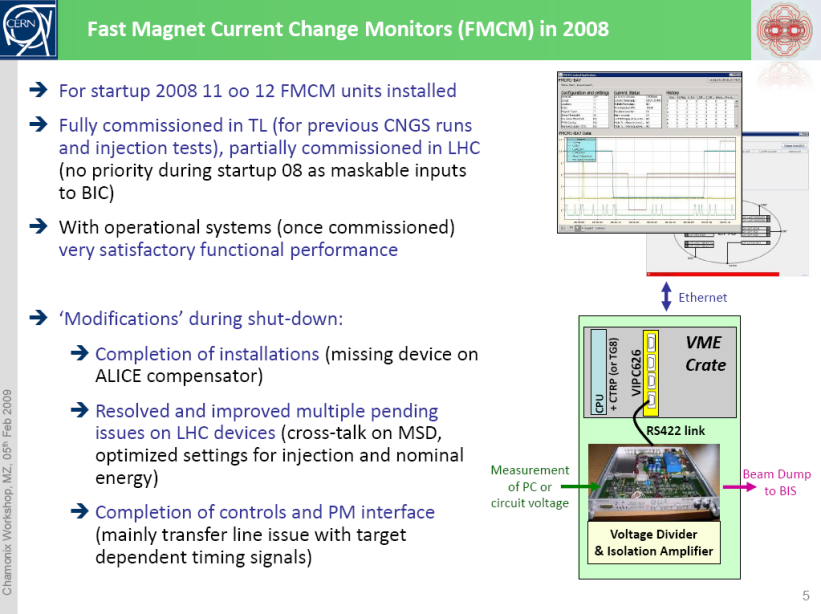 CERN
Fast Magnet Current Change Monitors (FMCM) in 2008
➔ For startup 2008 11 oo 12 FMCM units installed
➔ Fully commissioned in TL (for previous CNGS runs
and injection tests), partially commissioned in LHC
(no priority during startup 08 as maskable inputs
to BIC)
➔ With operational systems (once commissioned)
very satisfactory functional performance
➔ ‘Modifications’ during shut-down:
➔ Completion of installations (missing device on
ALICE compensator)
➔ Resolved and improved multiple pending
issues on LHC devices (cross-talk on MSD,
optimized settings for injection and nominal
energy)
➔ Completion of controls and PM interface
(mainly transfer line issue with target
dependent timing signals)
Configuration and settings
Current Status
History
Ethernet
CPU
+ CTRP (or TG8)
VIPC626
VME
Crate
RS422 link
Measurement
of PC or
circuit voltage
Beam Dump
to BIS
Voltage Divider
& Isolation Amplifier
Chamonix Workshop, MZ, 05th Feb 2009
5